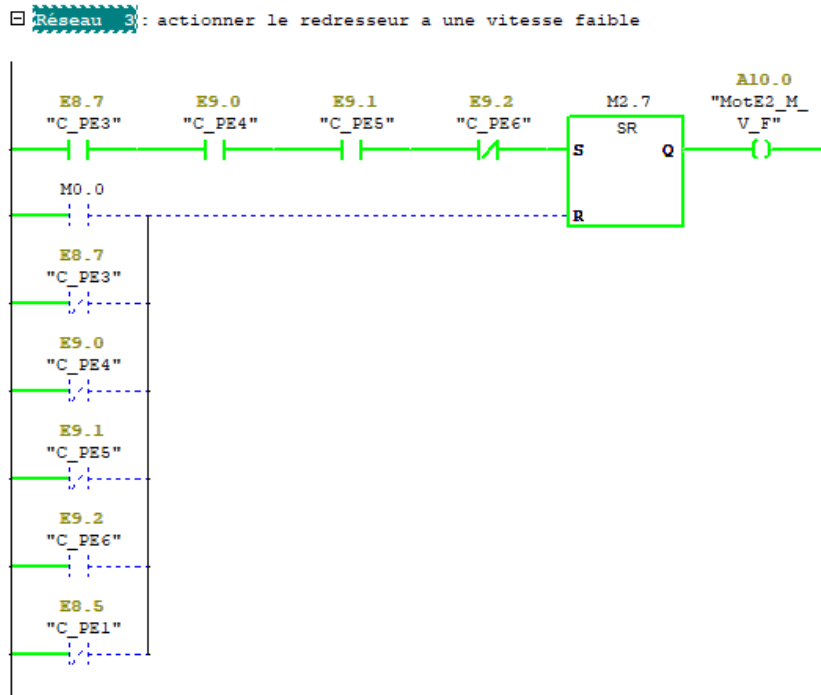 Réseau 3 : actionner le redresseur a une vitesse faible
E8.7 E9.0 E9.1 E9.2 M2.7 A10.0
"C_PE3" "C_PE4" "C_PE5" "C_PE6" SR "MotE2_M_
V_F"
S Q
M0.0
R
E8.7
"C_PE3"
E9.0
"C_PE4"
E9.1
"C_PE5"
E9.2
"C_PE6"
E8.5
"C_PE1"